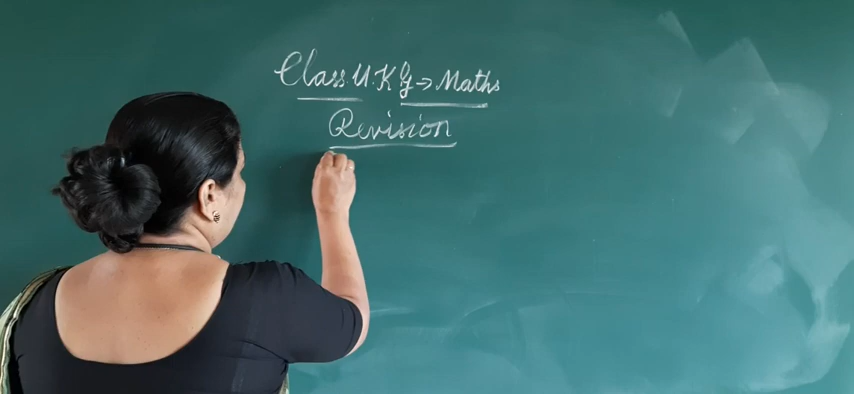 Class U.K.G → Maths
Revision